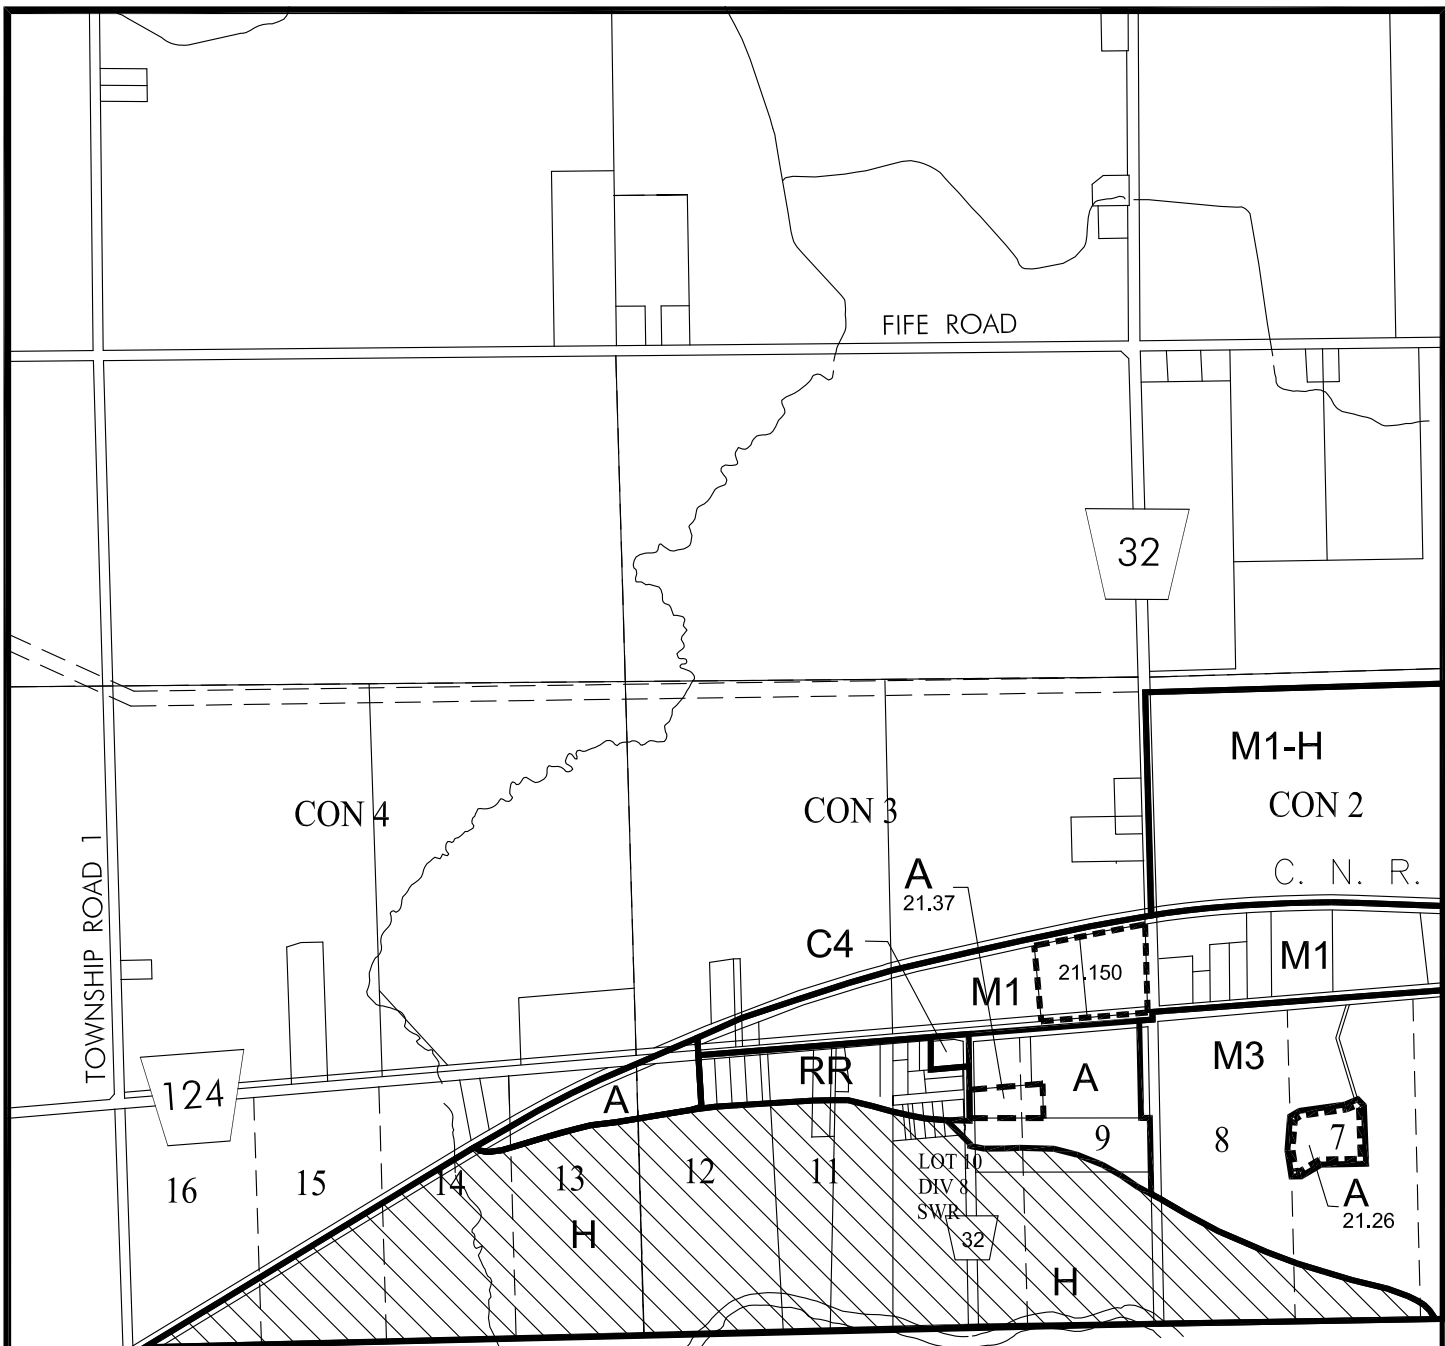 FIFE ROAD
32
M1-H
CON 4
CON 3
CON 2
C. N. R.
TOWNSHIP ROAD 1
A
21.37
C4
21.150
M1
M1
124
RR
A
A
M3
9
8
7
16
15
14
13
12
11
LOT 10
DIV 8
SWR
A
21.26
H
32
H